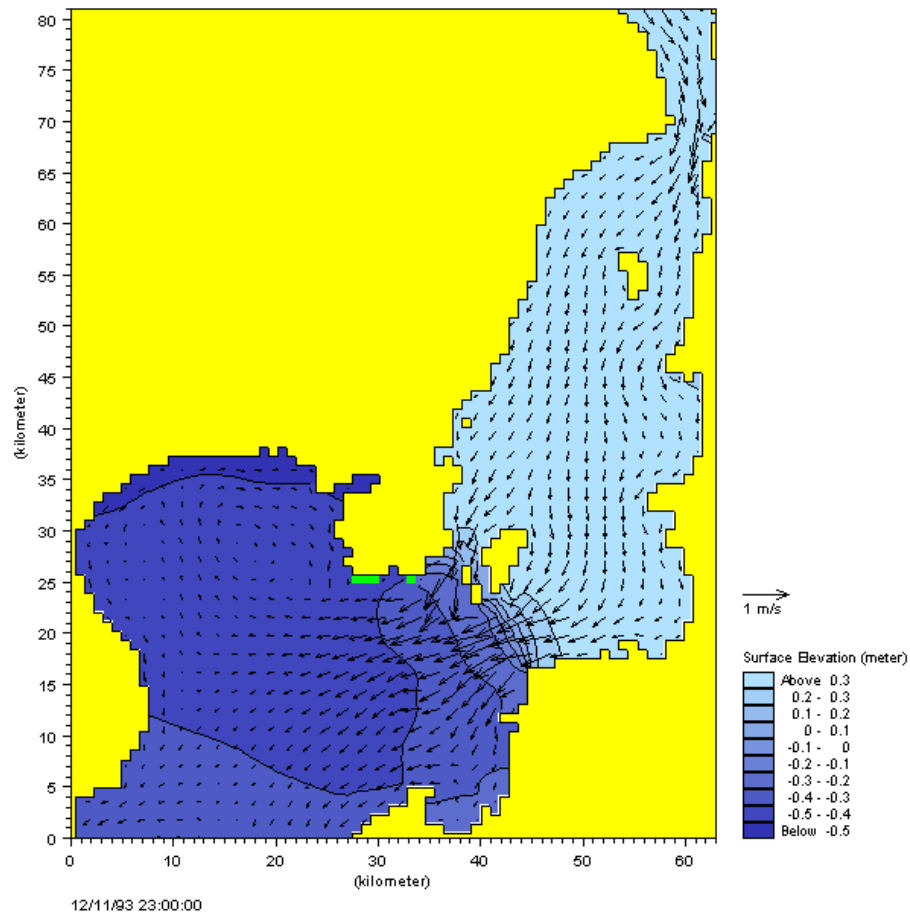 80
75
70
65
60
55
50
45
40
35
30
25
20
15
10
5
0
(kilometer)
0 10 20 30 40 50 60
(kilometer)
12/11/93 23:00:00
1 m/s
Surface Elevation (meter)
Above 0.3
0.2 - 0.3
0.1 - 0.2
0 - 0.1
-0.1 - 0
-0.2 - -0.1
-0.3 - -0.2
-0.4 - -0.3
-0.5 - -0.4
Below -0.5